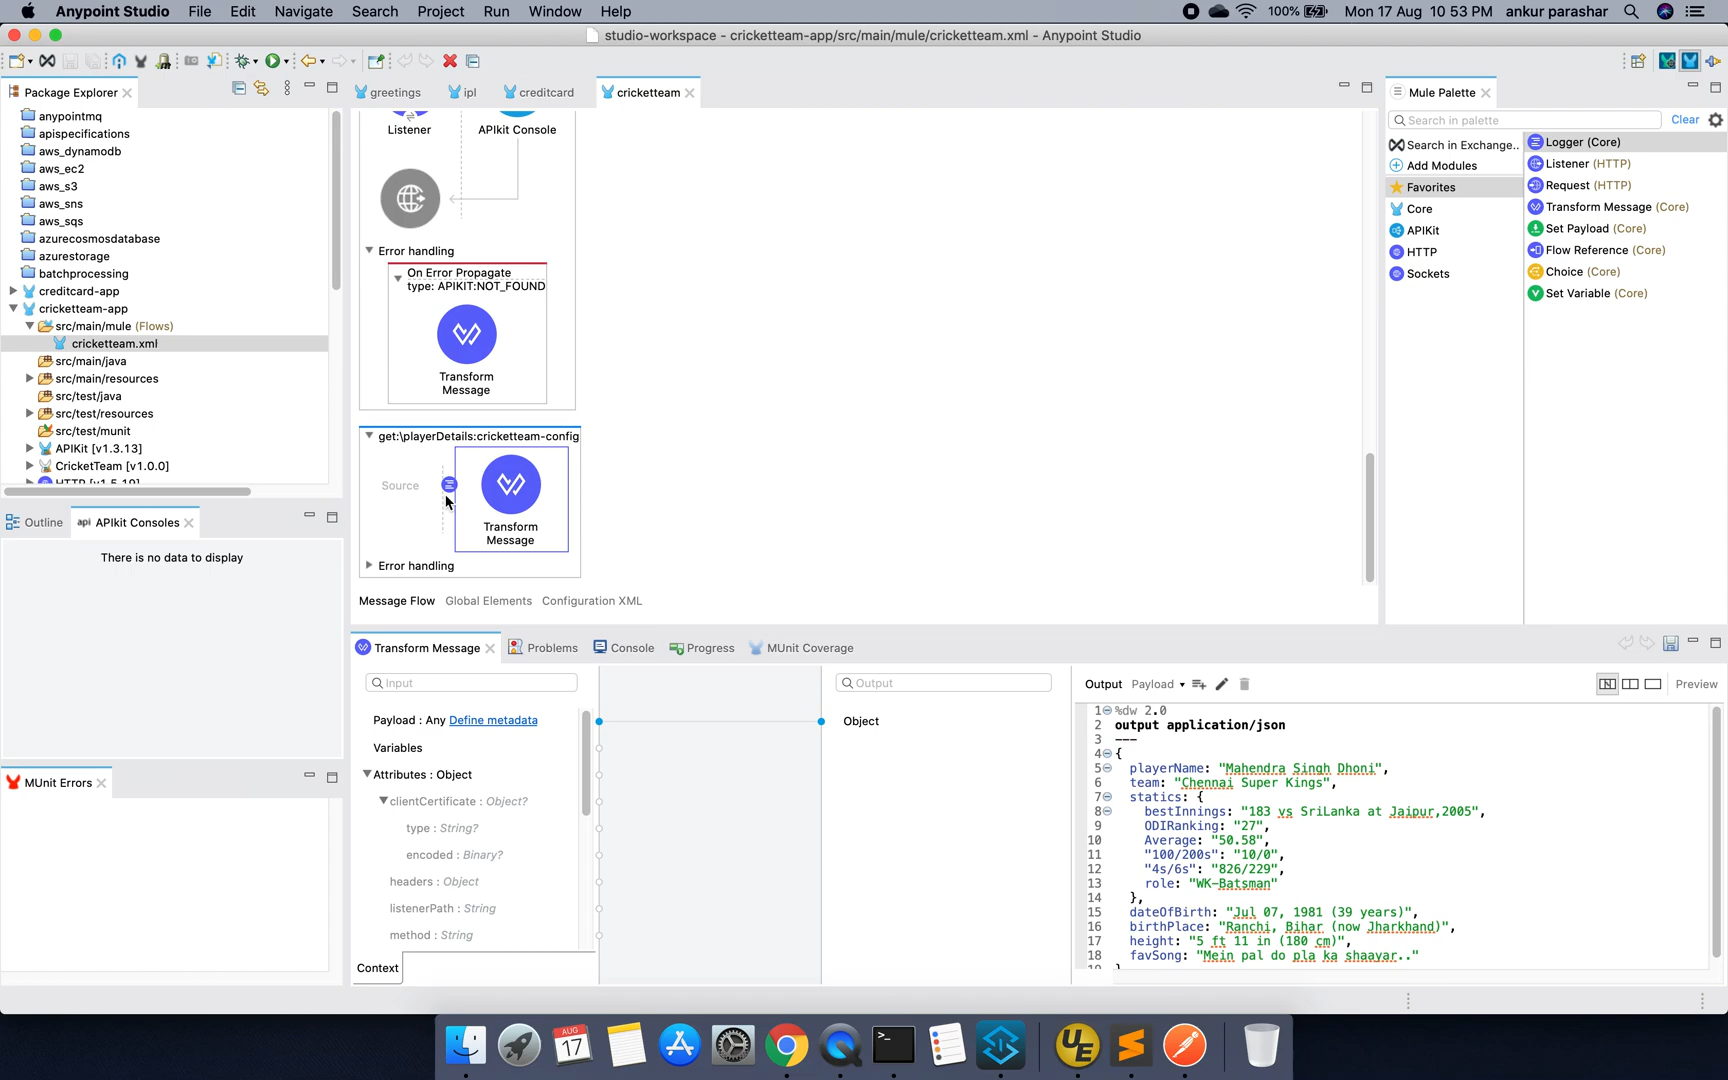 Anypoint Studio File Edit Navigate Search Project Run Window Help 100% Mon 17 Aug 10 53 PM ankur parashar
studio-workspace - cricketteam-app/src/main/mule/cricketteam.xml - Anypoint Studio
Package Explorer
anypointmq
apispecifications
aws_dynamodb
aws_ec2
aws_s3
aws_sns
aws_sqs
azurecosmosdatabase
azurestorage
batchprocessing
creditcard-app
cricketteam-app
src/main/mule (Flows)
cricketteam.xml
src/main/java
src/main/resources
src/test/java
src/test/resources
src/test/munit
APIKit [v1.3.13]
CricketTeam [v1.0.0]
HTTP [v1.5.19]
Outline api APIkit Consoles
There is no data to display
MUnit Errors
greetings ipl creditcard cricketteam
Listener APIkit Console
Error handling
On Error Propagate
type: APIKIT:NOT_FOUND
Transform
Message
get:\playerDetails:cricketteam-config
Source
Transform
Message
Error handling
Message Flow Global Elements Configuration XML
Mule Palette
Search in palette Clear
Search in Exchange..
Add Modules
Favorites
Core
APIKit
HTTP
Sockets
Logger (Core)
Listener (HTTP)
Request (HTTP)
Transform Message (Core)
Set Payload (Core)
Flow Reference (Core)
Choice (Core)
Set Variable (Core)
Transform Message Problems Console Progress MUnit Coverage
Input
Payload : Any Define metadata
Variables
Attributes : Object
clientCertificate : Object?
type : String?
encoded : Binary?
headers : Object
listenerPath : String
method : String
Context
Output
Object
Output Payload Preview
1 %dw 2.0
2 output application/json
3 ---
4 {
5 playerName: "Mahendra Singh Dhoni",
6 team: "Chennai Super Kings",
7 statics: {
8 bestInnings: "183 vs SriLanka at Jaipur,2005",
9 ODIRanking: "27",
10 Average: "50.58",
11 "100/200s": "10/0",
12 "4s/6s": "826/229",
13 role: "WK-Batsman"
14 },
15 dateOfBirth: "Jul 07, 1981 (39 years)",
16 birthPlace: "Ranchi, Bihar (now Jharkhand)",
17 height: "5 ft 11 in (180 cm)",
18 favSong: "Mein pal do pla ka shaayar.."
19 }
AUG
17
UE